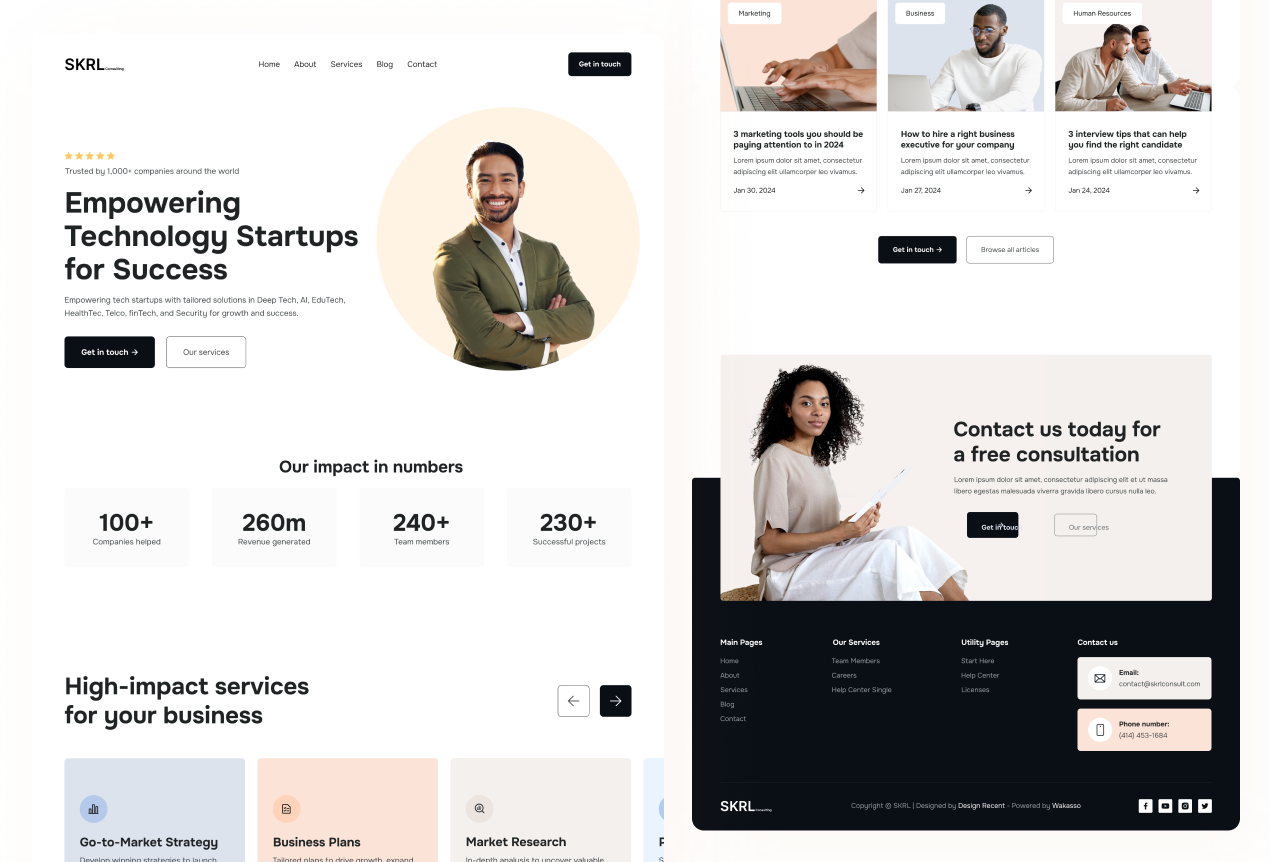 SKRL Consulting
Home About Services Blog Contact
Get in touch
Trusted by 1,000+ companies around the world
Empowering
Technology Startups
for Success
Empowering tech startups with tailored solutions in Deep Tech, AI, EduTech,
HealthTec, Telco, finTech, and Security for growth and success.
Get in touch →
Our services
Our impact in numbers
100+
Companies helped
260m
Revenue generated
240+
Team members
230+
Successful projects
High-impact services
for your business
Go-to-Market Strategy
Develop winning strategies to launch
Business Plans
Tailored plans to drive growth, expand
Market Research
In-depth analysis to uncover valuable
Marketing
3 marketing tools you should be
paying attention to in 2024
Lorem ipsum dolor sit amet, consectetur
adipiscing elit ullamcorper leo vivamus.
Jan 30, 2024
Business
How to hire a right business
executive for your company
Lorem ipsum dolor sit amet, consectetur
adipiscing elit ullamcorper leo vivamus.
Jan 27, 2024
Human Resources
3 interview tips that can help
you find the right candidate
Lorem ipsum dolor sit amet, consectetur
adipiscing elit ullamcorper leo vivamus.
Jan 24, 2024
Get in touch →
Browse all articles
Contact us today for
a free consultation
Lorem ipsum dolor sit amet, consectetur adipiscing elit et ut massa
libero egestas malesuada viverra gravida libero cursus nulla leo.
Get in touc
Our services
Main Pages
Home
About
Services
Blog
Contact
Our Services
Team Members
Careers
Help Center Single
Utility Pages
Start Here
Help Center
Licenses
Contact us
Email:
contact@skrlconsult.com
Phone number:
(414) 453-1684
SKRL Consulting
Copyright © SKRL | Designed by Design Recent - Powered by Wakasso